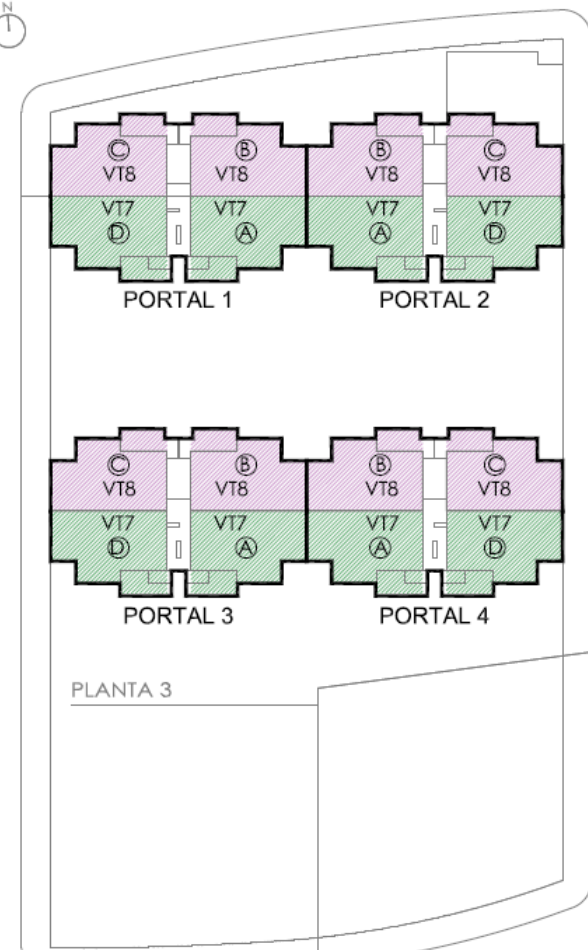 N
C B B C
VT8 VT8 VT8 VT8
VT7 VT7 VT7 VT7
D A A D
PORTAL 1 PORTAL 2
C B B C
VT8 VT8 VT8 VT8
VT7 VT7 VT7 VT7
D A A D
PORTAL 3 PORTAL 4
PLANTA 3